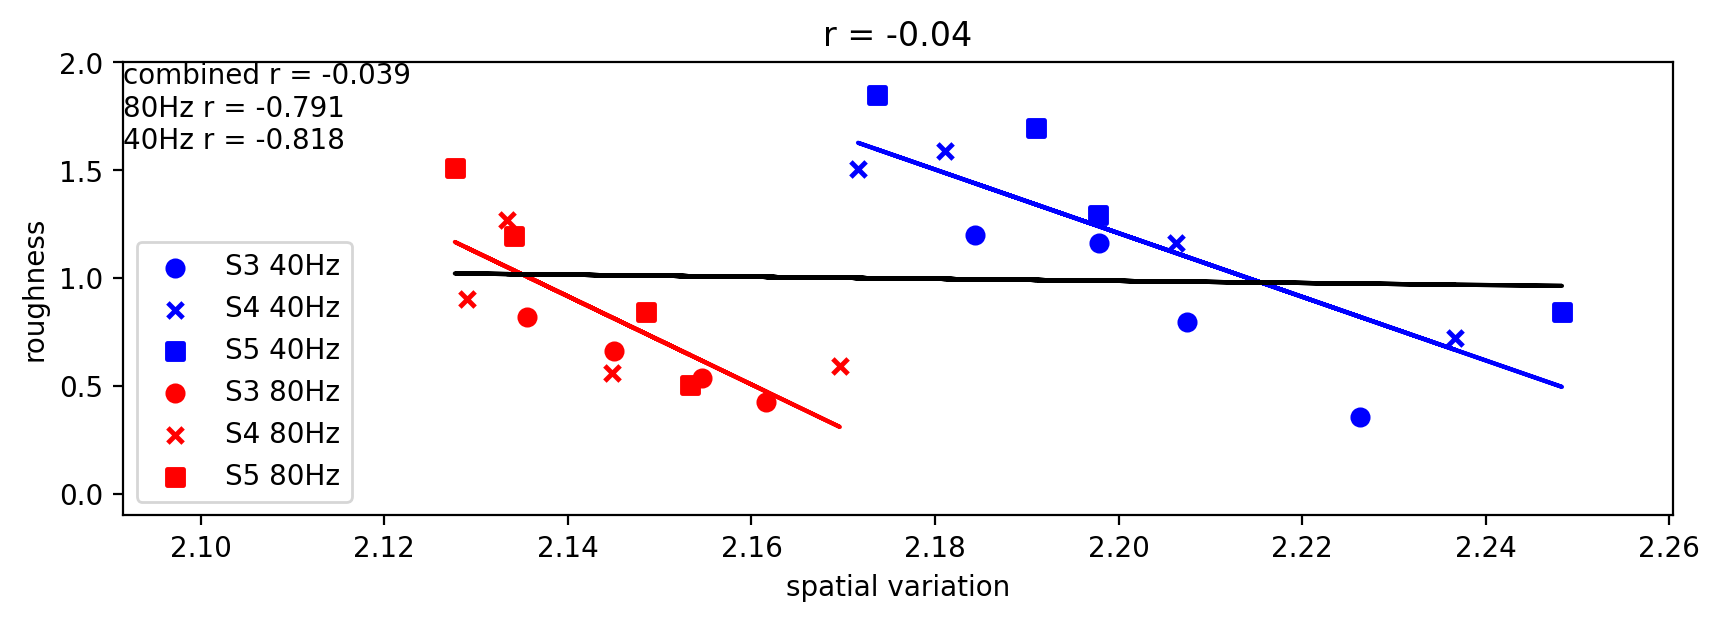 r = -0.04
combined r = -0.039
80Hz r = -0.791
40Hz r = -0.818
2.0
1.5
1.0
0.5
0.0
roughness
S3 40Hz
S4 40Hz
S5 40Hz
S3 80Hz
S4 80Hz
S5 80Hz
2.10 2.12 2.14 2.16 2.18 2.20 2.22 2.24 2.26
spatial variation